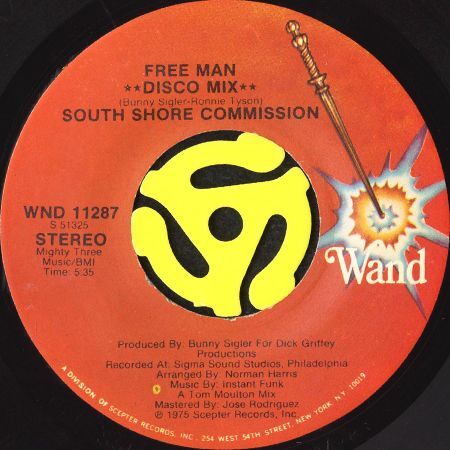 FREE MAN
**DISCO MIX**
(Bunny Sigler-Ronnie Tyson)
SOUTH SHORE COMMISSION
WND 11287
S 51325
STEREO
Mighty Three
Music/BMI
Time: 5:35
Wand
Produced By: Bunny Sigler For Dick Griffey
Productions
Recorded At: Sigma Sound Studios, Philadelphia
Arranged By: Norman Harris
Music By: Instant Funk
A Tom Moulton Mix
Mastered By: Jose Rodriguez
℗ 1975 Scepter Records, Inc.
A DIVISION OF SCEPTER RECORDS, INC., 254 WEST 54TH STREET, NEW YORK, N.Y. 10019